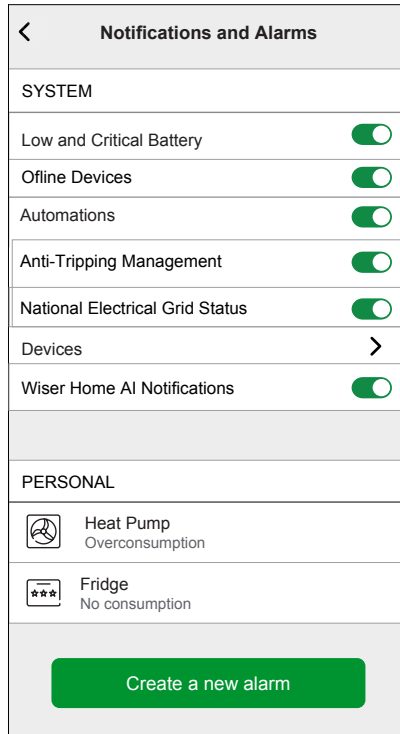 Notifications and Alarms
SYSTEM
Low and Critical Battery
Ofline Devices
Automations
Anti-Tripping Management
National Electrical Grid Status
Devices
Wiser Home AI Notifications
PERSONAL
Heat Pump
Overconsumption
Fridge
No consumption
Create a new alarm